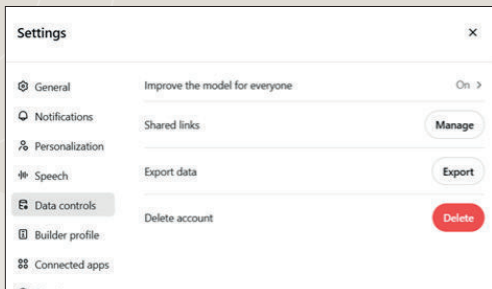 Settings
General
Notifications
Personalization
Speech
Data controls
Builder profile
Connected apps
Improve the model for everyone On
Shared links Manage
Export data Export
Delete account Delete